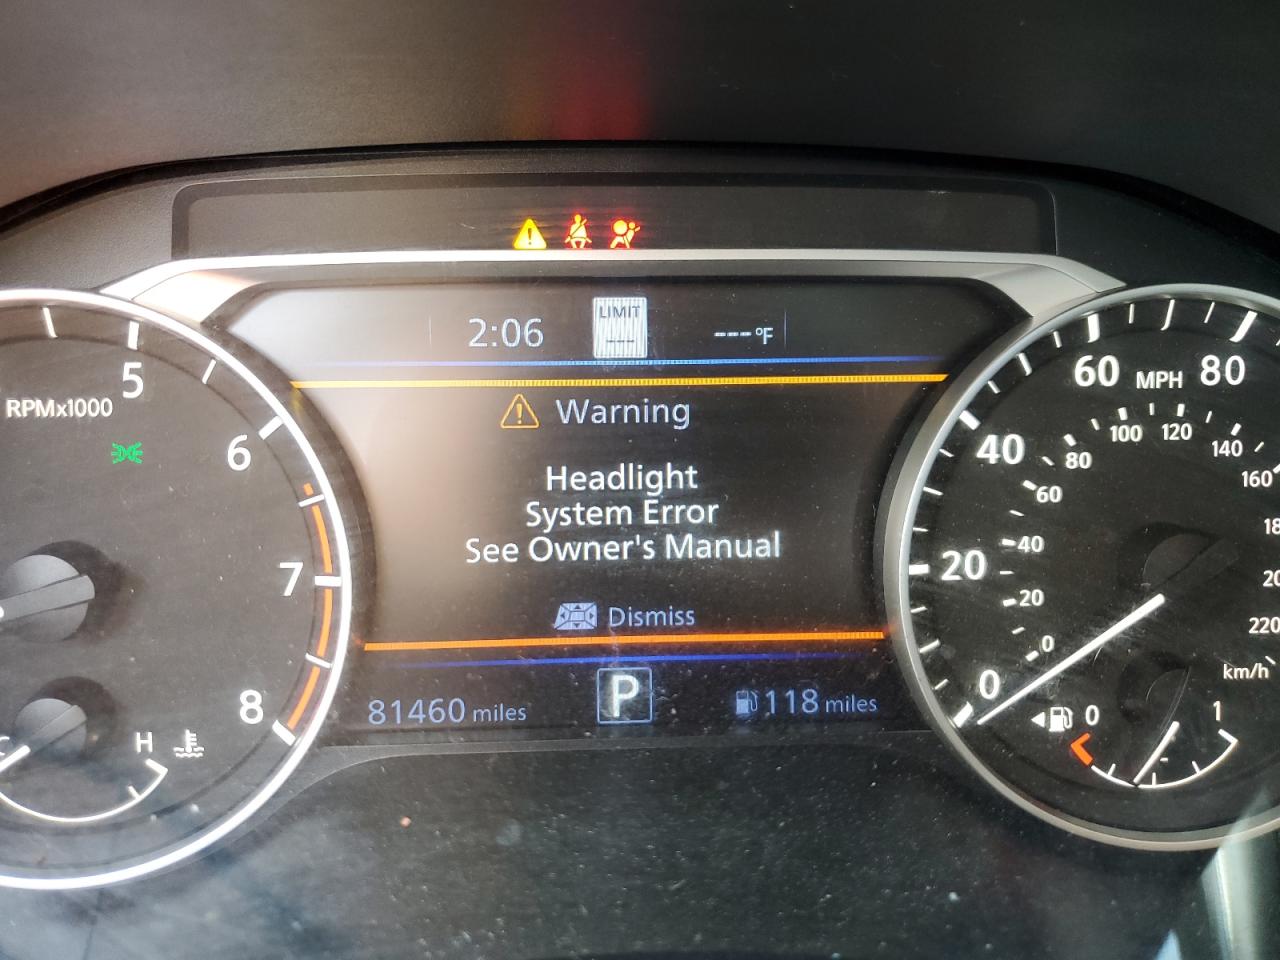 2:06
LIMIT
---
---°F
Warning
Headlight
System Error
See Owner's Manual
Dismiss
81460 miles
P
118 miles
RPMx1000
5
6
7
8
C
H
MPH
0
20
40
60
80
0
20
40
60
80
100
120
140
160
18
20
220
km/h
0
1